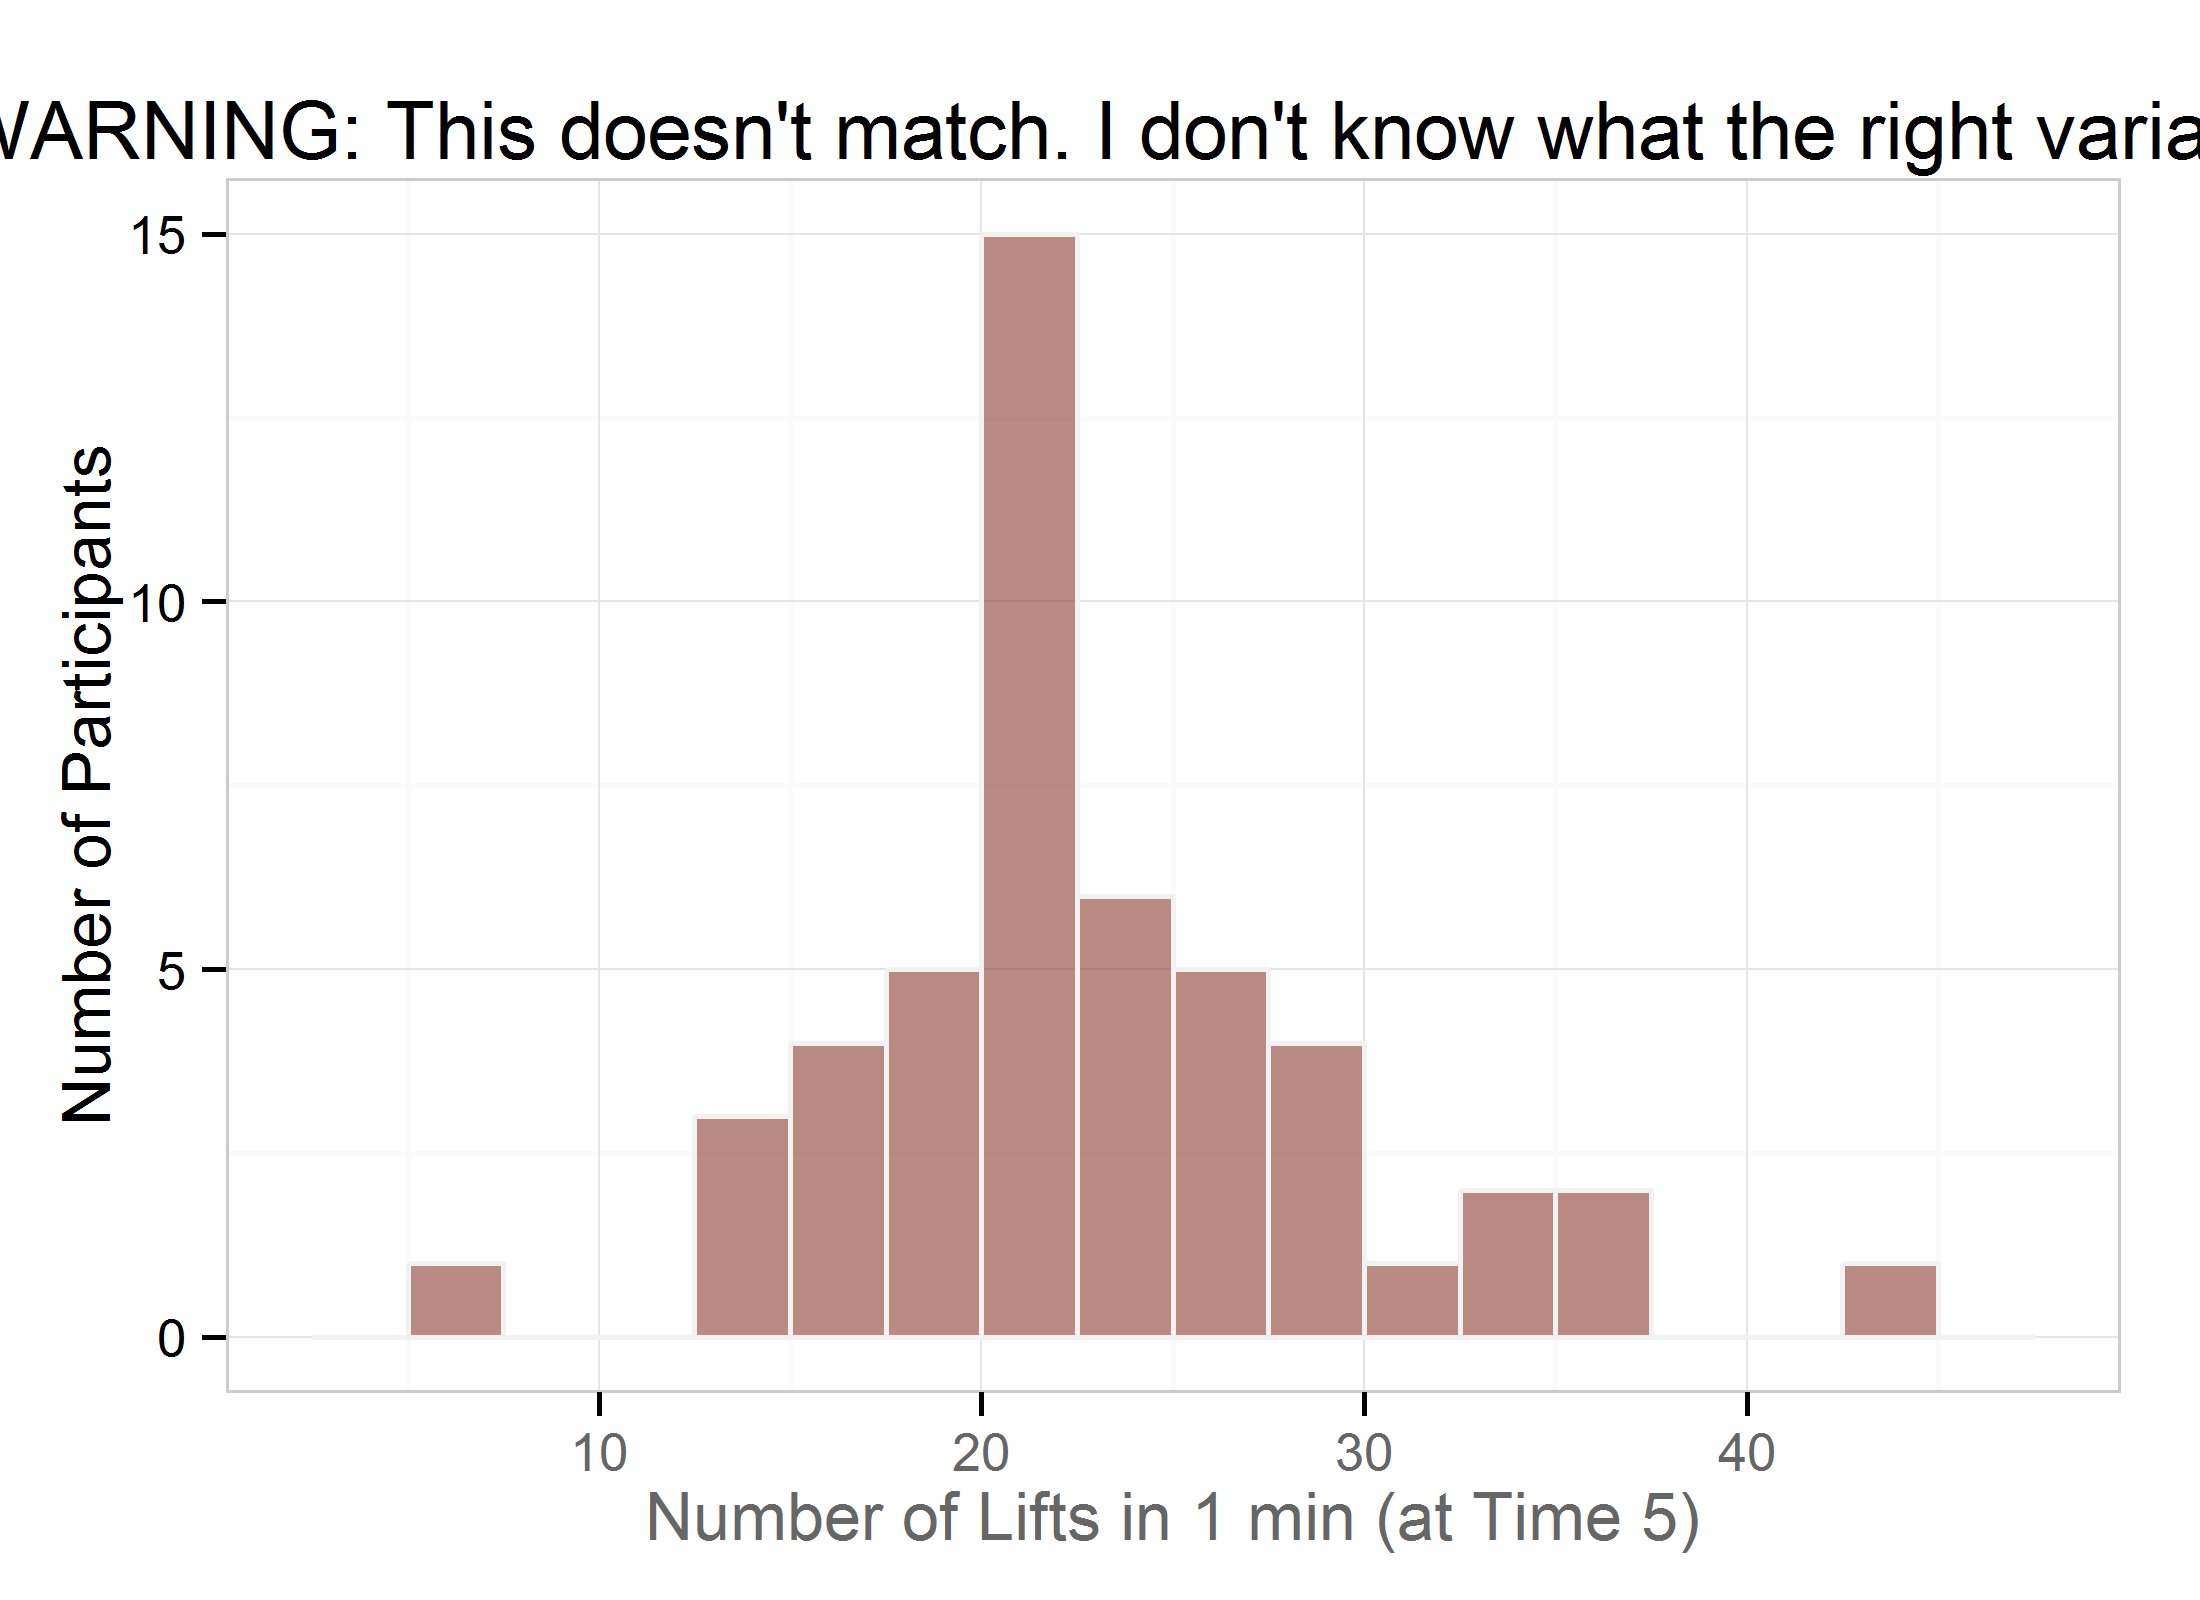 WARNING: This doesn't match. I don't know what the right varia
15
10
5
0
Number of Participants
10 20 30 40
Number of Lifts in 1 min (at Time 5)